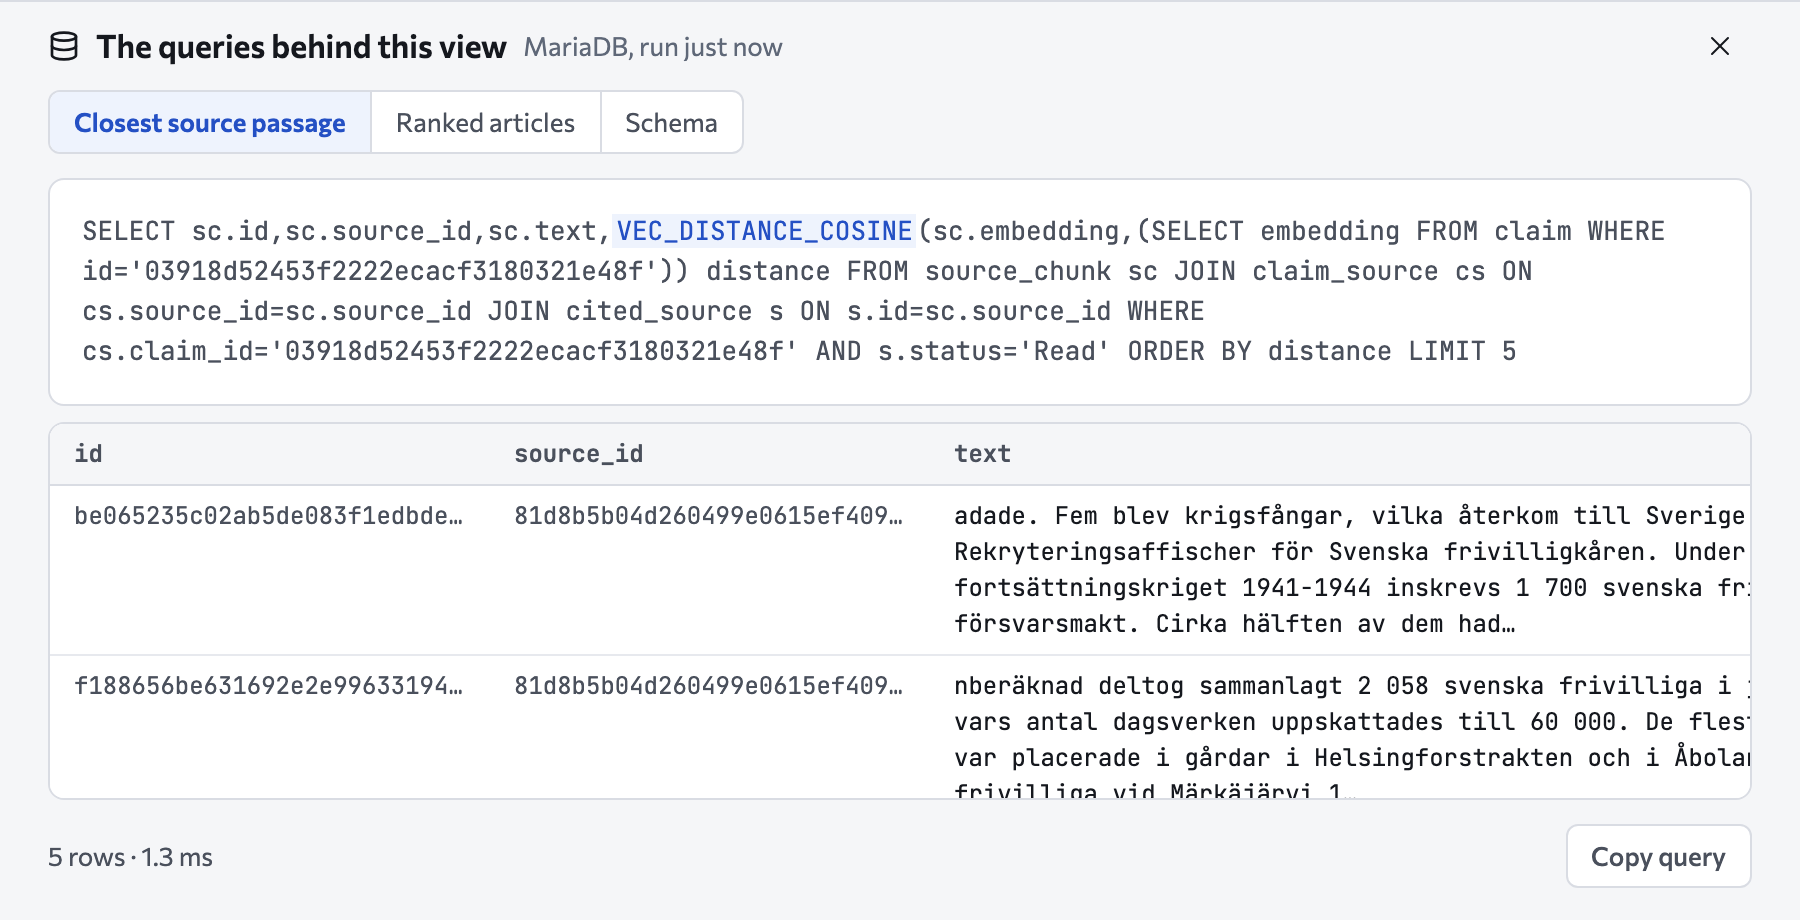 The queries behind this view MariaDB, run just now
Closest source passage Ranked articles Schema
SELECT sc.id,sc.source_id,sc.text,VEC_DISTANCE_COSINE(sc.embedding,(SELECT embedding FROM claim WHERE
id='03918d52453f2222ecacf3180321e48f')) distance FROM source_chunk sc JOIN claim_source cs ON
cs.source_id=sc.source_id JOIN cited_source s ON s.id=sc.source_id WHERE
cs.claim_id='03918d52453f2222ecacf3180321e48f' AND s.status='Read' ORDER BY distance LIMIT 5
id source_id text
be065235c02ab5de083f1edbde… 81d8b5b04d260499e0615ef409… adade. Fem blev krigsfångar, vilka återkom till Sverige
Rekryteringsaffischer för Svenska frivilligkåren. Under
fortsättningskriget 1941-1944 inskrevs 1 700 svenska
försvarsmakt. Cirka hälften av dem had…
f188656be631692e2e99633194… 81d8b5b04d260499e0615ef409… nberäknad deltog sammanlagt 2 058 svenska frivilliga i
vars antal dagsverken uppskattades till 60 000. De
var placerade i gårdar i Helsingforstrakten och i
frivilliga vid Märkäjärvi 1…
5 rows · 1.3 ms
Copy query